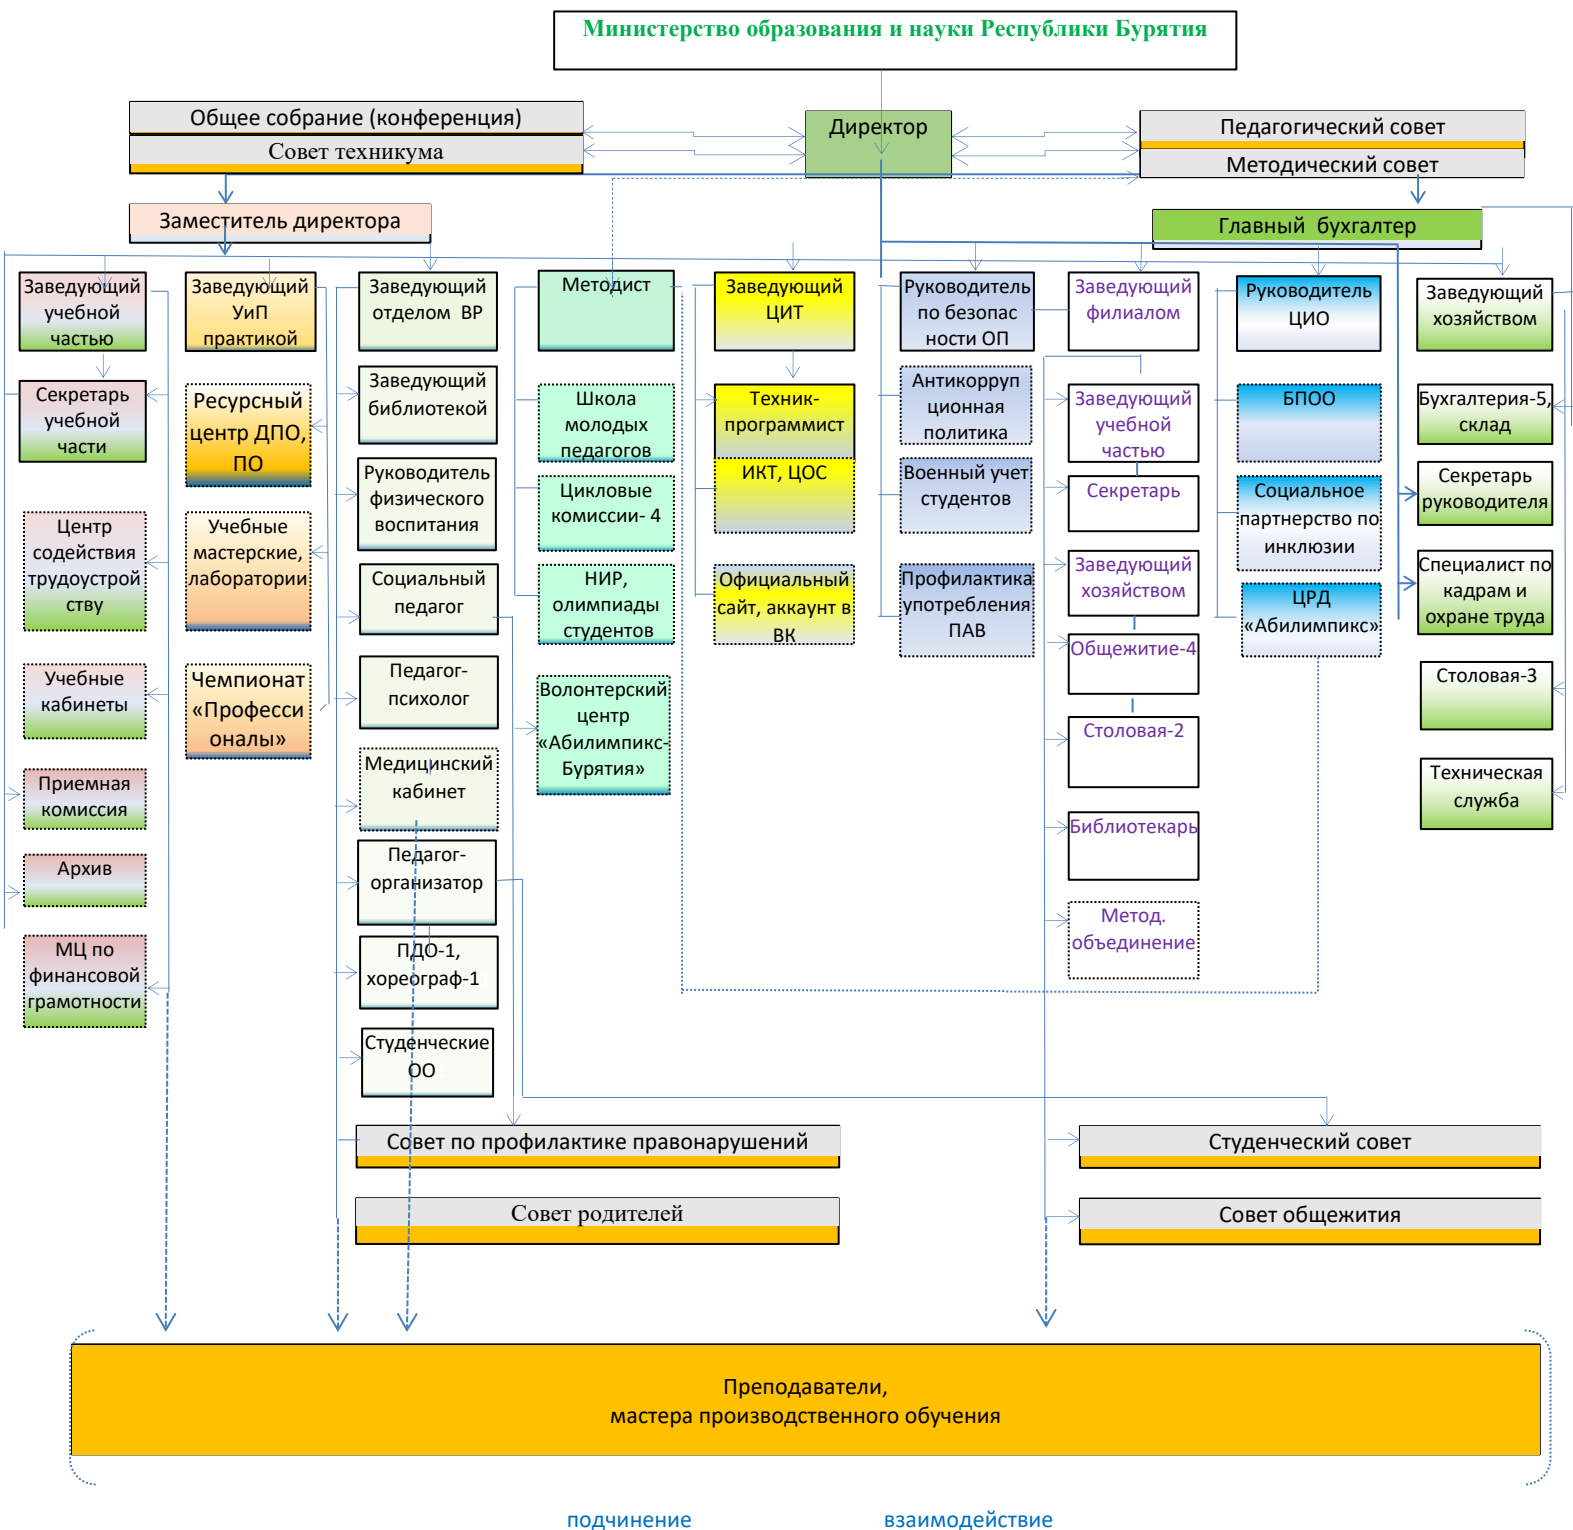 Министерство образования и науки Республики Бурятия
Общее собрание (конференция)
Совет техникума
Директор
Педагогический совет
Методический совет
Заместитель директора
Главный бухгалтер
Заведующий
учебной
частью
Секретарь
учебной
части
Центр
содействия
трудоустрой
ству
Учебные
кабинеты
Приемная
комиссия
Архив
МЦ по
финансовой
грамотности
Заведующий
УиП
практикой
Ресурсный
центр ДПО,
ПО
Учебные
мастерские,
лаборатории
Чемпионат
«Професси
оналы»
Заведующий
отделом ВР
Заведующий
библиотекой
Руководитель
физического
воспитания
Социальный
педагог
Педагог-
психолог
Медицинский
кабинет
Педагог-
организатор
ПДО-1,
хореограф-1
Студенческие
ОО
Методист
Школа
молодых
педагогов
Цикловые
комиссии- 4
НИР,
олимпиады
студентов
Волонтерский
центр
«Абилимпикс-
Бурятия»
Заведующий
ЦИТ
Техник-
программист
ИКТ, ЦОС
Официальный
сайт, аккаунт в
ВК
Руководитель
по безопас
ности ОП
Антикорруп
ционная
политика
Военный учет
студентов
Профилактика
употребления
ПАВ
Заведующий
филиалом
Заведующий
учебной
частью
Секретарь
Заведующий
хозяйством
Общежитие-4
Столовая-2
Библиотекарь
Метод.
объединение
Руководитель
ЦИО
БПОО
Социальное
партнерство по
инклюзии
ЦРД
«Абилимпикс»
Заведующий
хозяйством
Бухгалтерия-5,
склад
Секретарь
руководителя
Специалист по
кадрам и
охране труда
Столовая-3
Техническая
служба
Совет по профилактике правонарушений
Студенческий совет
Совет родителей
Совет общежития
Преподаватели,
мастера производственного обучения
подчинение
взаимодействие